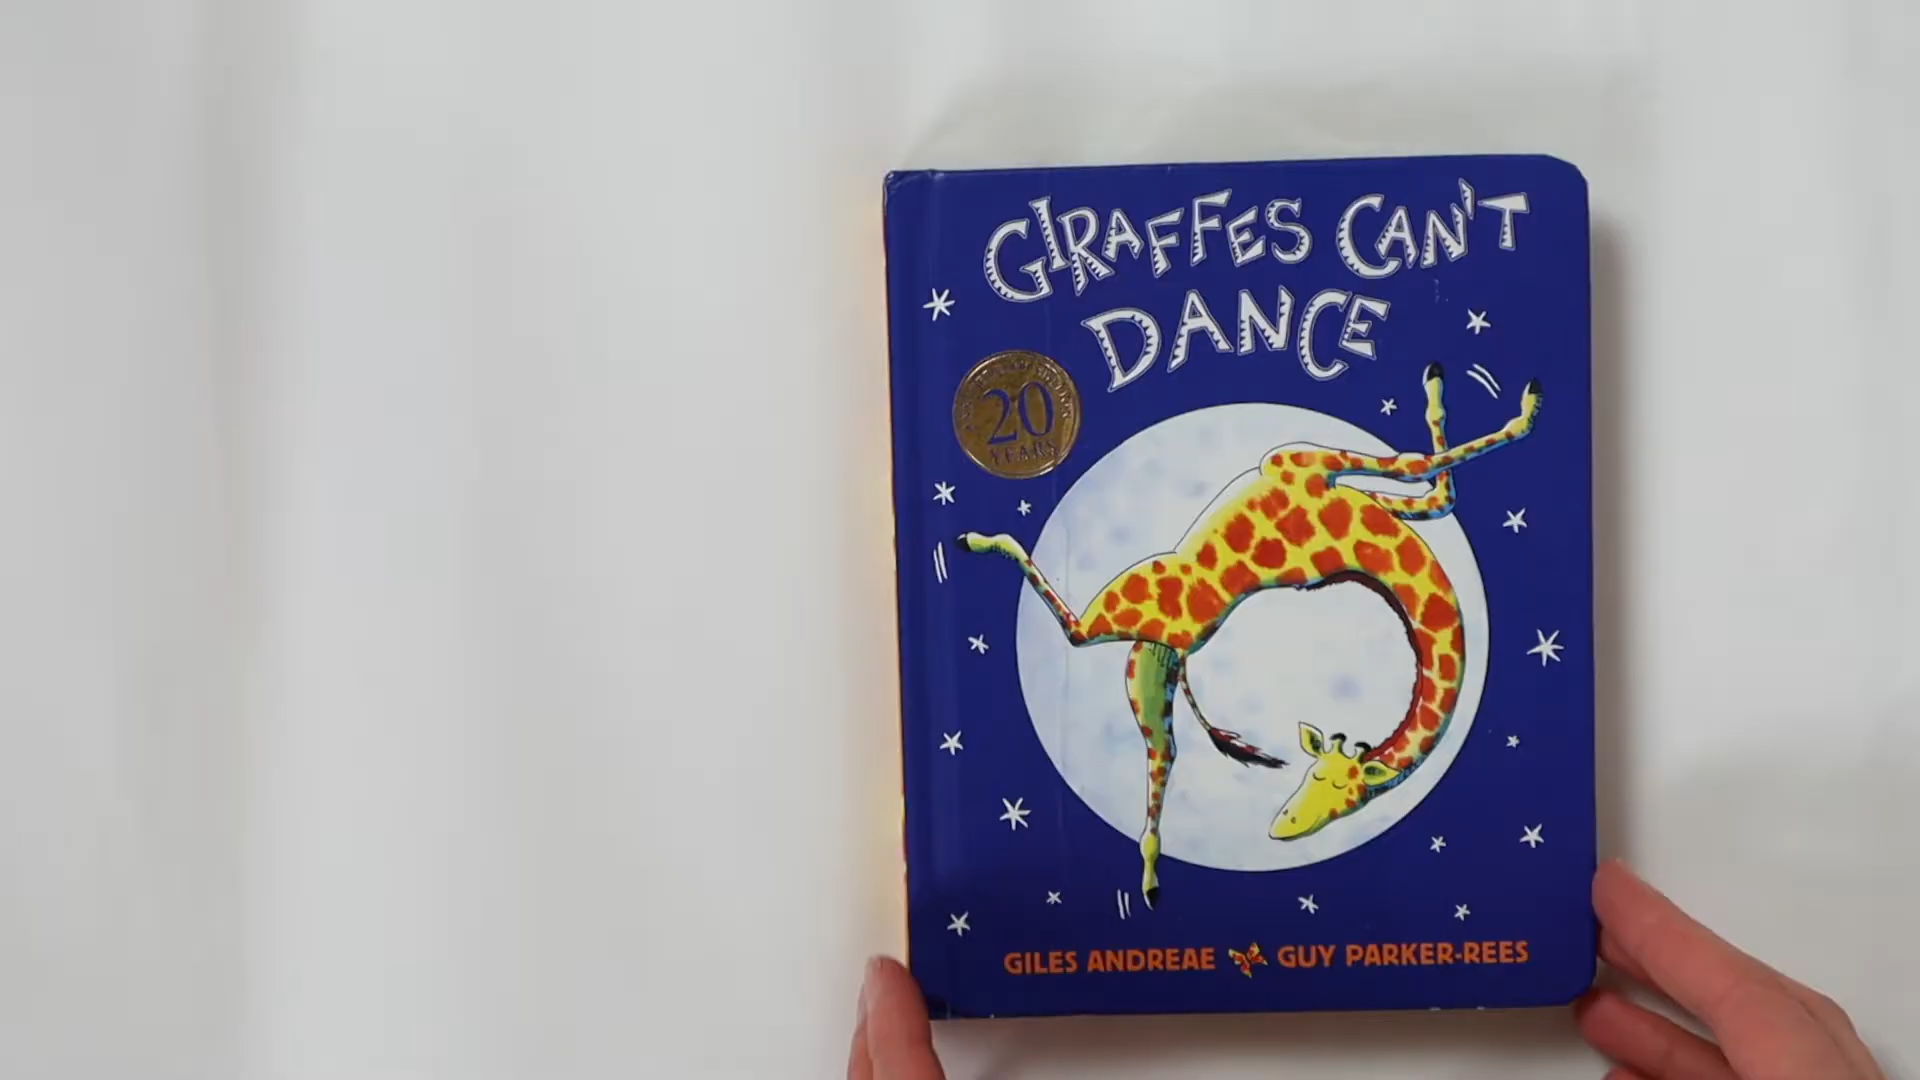 GIRAFFES CAN'T
DANCE
20
YEARS
GILES ANDREAE GUY PARKER-REES